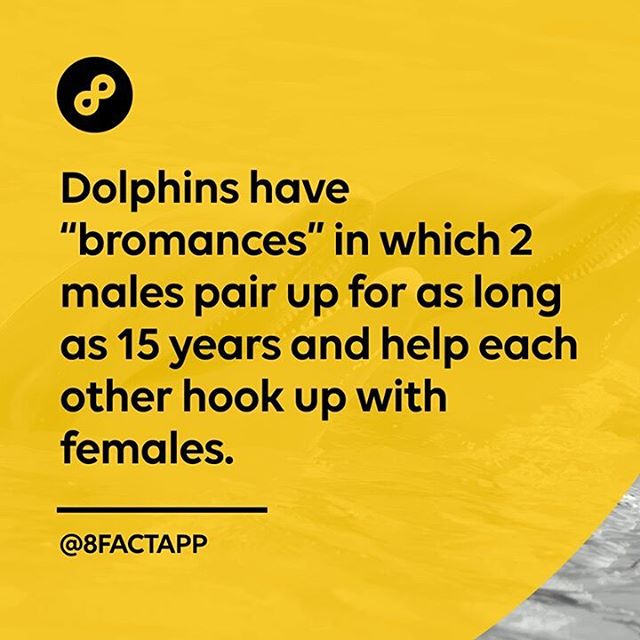 Dolphins have
“bromances” in which 2
males pair up for as long
as 15 years and help each
other hook up with
females.
@8FACTAPP